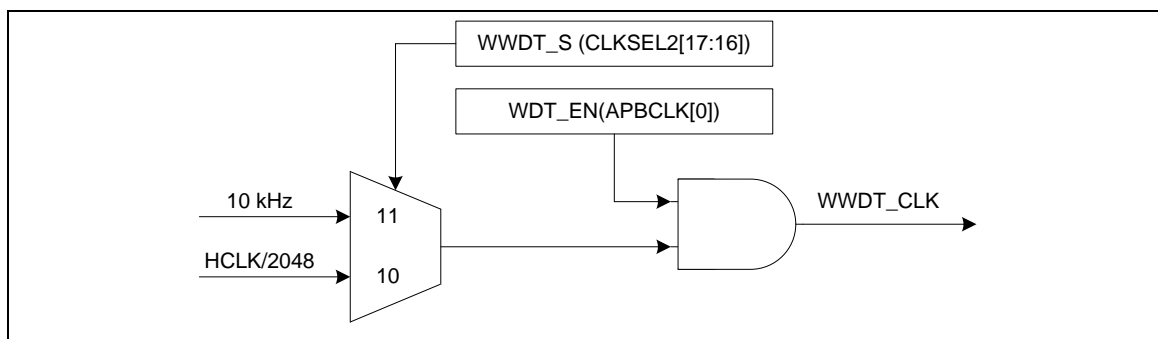 WWDT_S (CLKSEL2[17:16])
WDT_EN(APBCLK[0])
10 kHz
11
WWDT_CLK
HCLK/2048
10